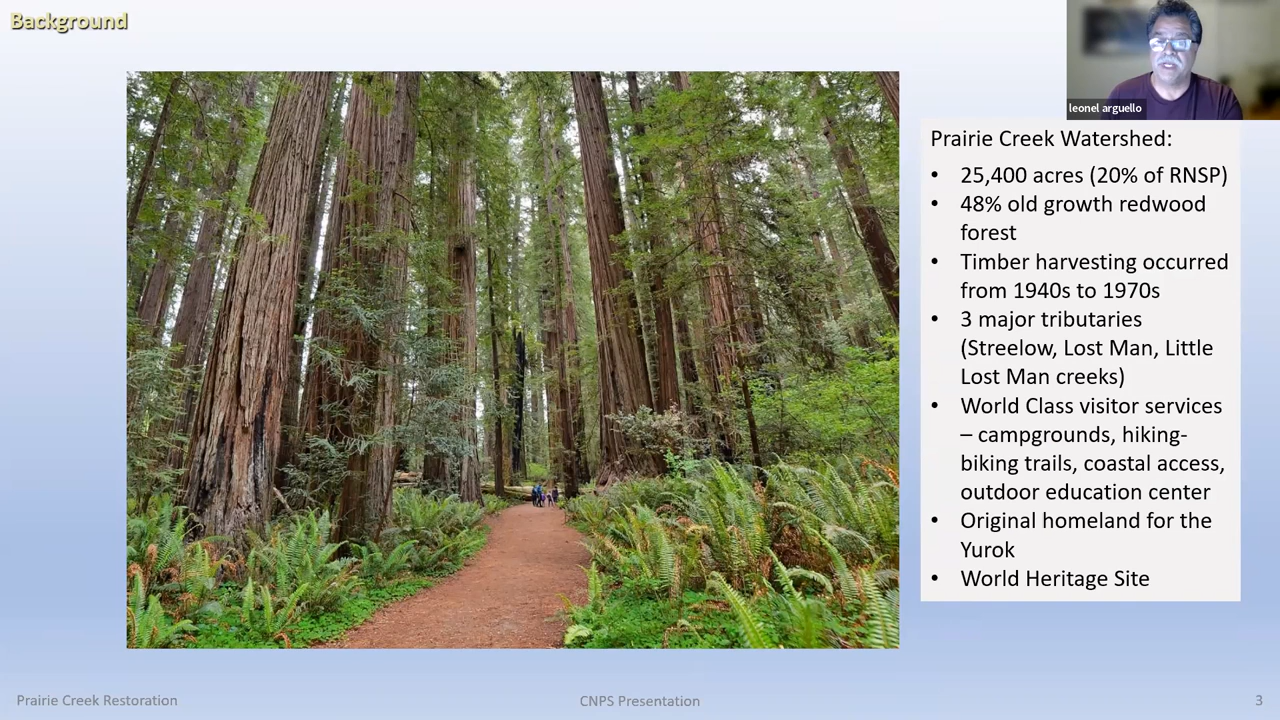 Background
leonel arguello
Prairie Creek Watershed:
• 25,400 acres (20% of RNSP)
• 48% old growth redwood
forest
• Timber harvesting occurred
from 1940s to 1970s
• 3 major tributaries
(Streelow, Lost Man, Little
Lost Man creeks)
• World Class visitor services
– campgrounds, hiking-
biking trails, coastal access,
outdoor education center
• Original homeland for the
Yurok
• World Heritage Site
Prairie Creek Restoration
CNPS Presentation
3